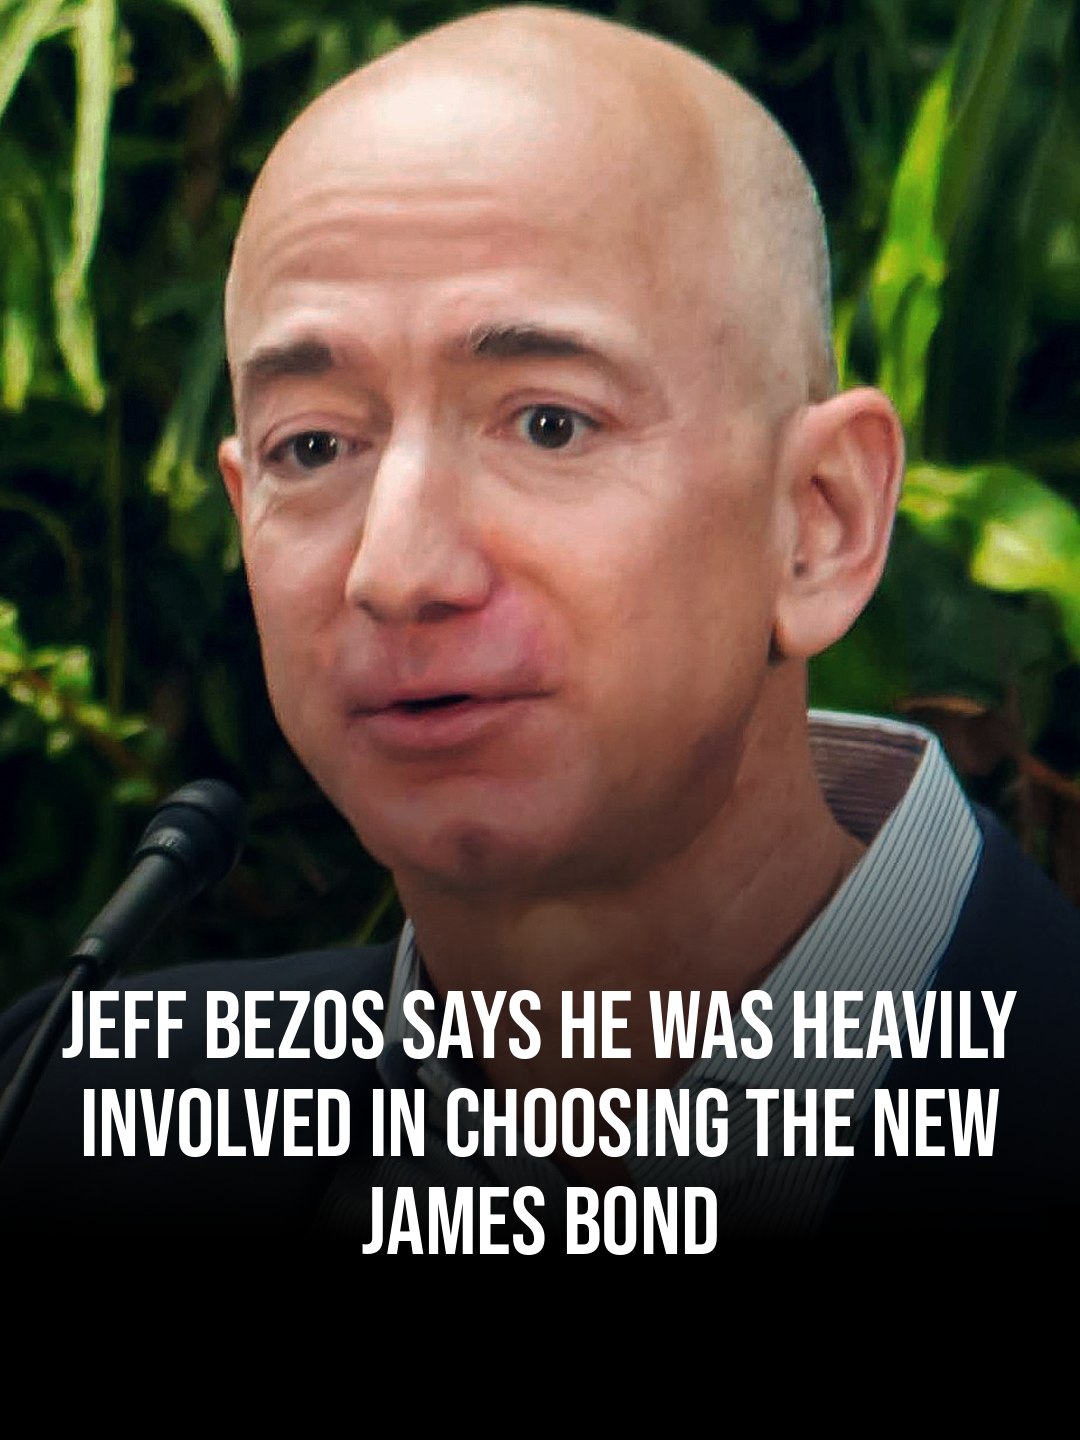 JEFF BEZOS SAYS HE WAS HEAVILY
INVOLVED IN CHOOSING THE NEW
JAMES BOND